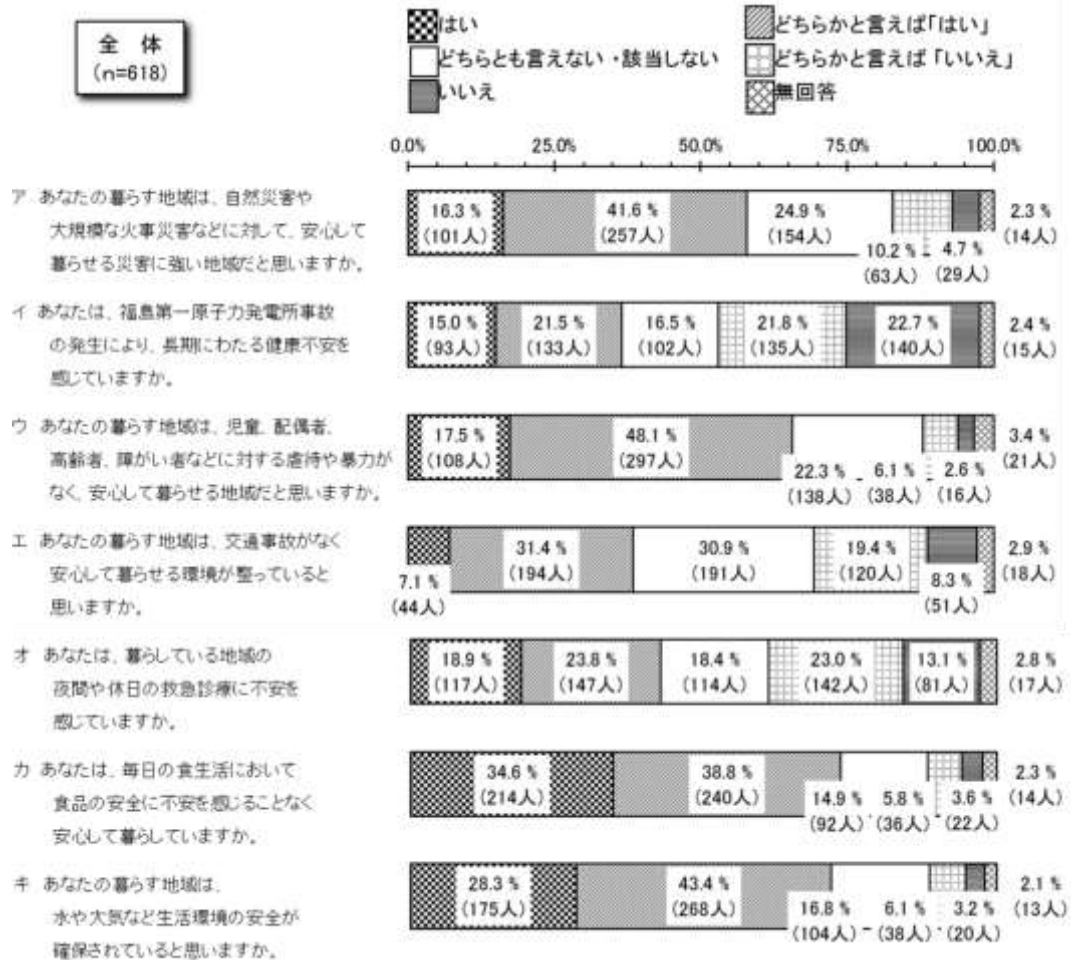 全 体
(n=618)
はい
どちらかと言えば「はい」
どちらとも言えない ・該当しない
どちらかと言えば 「いいえ」
いいえ
無回答
0.0% 25.0% 50.0% 75.0% 100.0%
ア あなたの暮らす地域は、自然災害や
大規模な火事災害などに対して、安心して
暮らせる災害に強い地域だと思いますか。
16.3 % 41.6 % 24.9 % 10.2 % 4.7 % 2.3 %
(101人) (257人) (154人) (63人) (29人) (14人)
イ あなたは、福島第一原子力発電所事故
の発生により、長期にわたる健康不安を
感じていますか。
15.0 % 21.5 % 16.5 % 21.8 % 22.7 % 2.4 %
(93人) (133人) (102人) (135人) (140人) (15人)
ウ あなたの暮らす地域は、児童、配偶者、
高齢者、障がい者などに対する虐待や暴力が
なく、安心して暮らせる地域だと思いますか。
17.5 % 48.1 % 22.3 % 6.1 % 2.6 % 3.4 %
(108人) (297人) (138人) (38人) (16人) (21人)
エ あなたの暮らす地域は、交通事故がなく
安心して暮らせる環境が整っていると
思いますか。
7.1 % 31.4 % 30.9 % 19.4 % 8.3 % 2.9 %
(44人) (194人) (191人) (120人) (51人) (18人)
オ あなたは、暮らしている地域の
夜間や休日の救急診療に不安を
感じていますか。
18.9 % 23.8 % 18.4 % 23.0 % 13.1 % 2.8 %
(117人) (147人) (114人) (142人) (81人) (17人)
カ あなたは、毎日の食生活において
食品の安全に不安を感じることなく
安心して暮らしていますか。
34.6 % 38.8 % 14.9 % 5.8 % 3.6 % 2.3 %
(214人) (240人) (92人) (36人) (22人) (14人)
キ あなたの暮らす地域は、
水や大気など生活環境の安全が
確保されていると思いますか。
28.3 % 43.4 % 16.8 % 6.1 % 3.2 % 2.1 %
(175人) (268人) (104人) (38人) (20人) (13人)